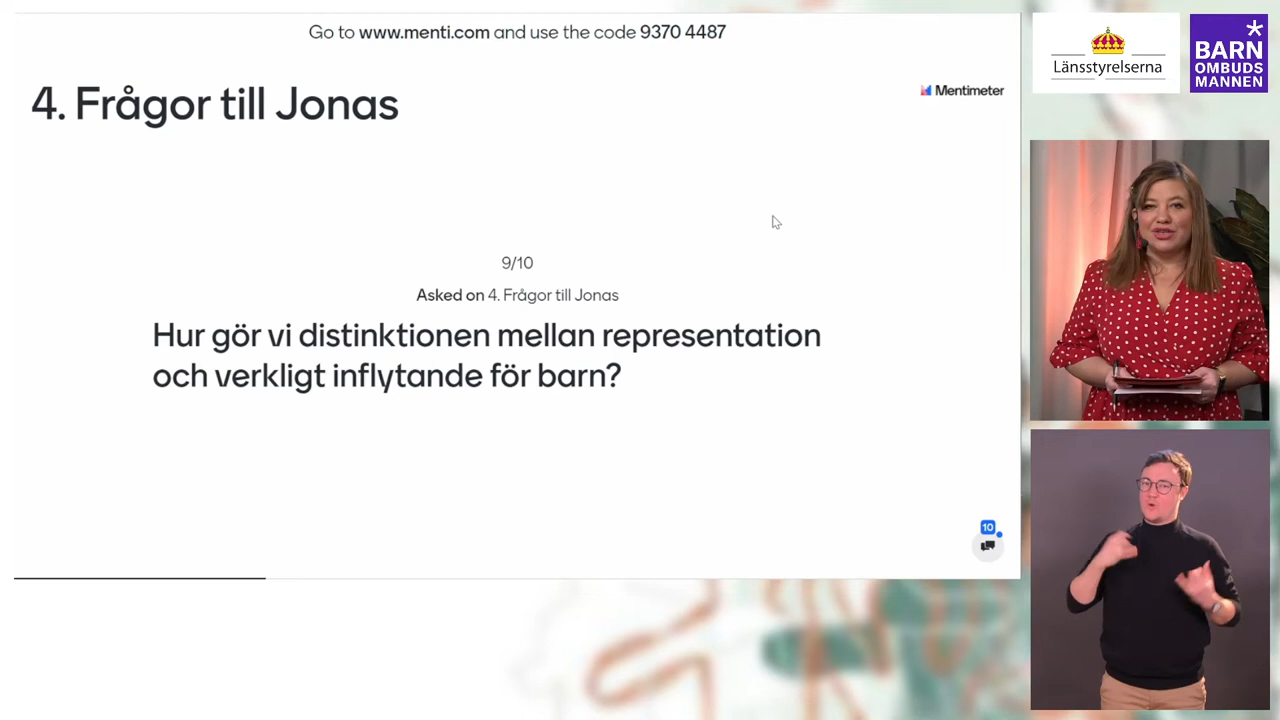 Go to www.menti.com and use the code 9370 4487
4. Frågor till Jonas
Mentimeter
9/10
Asked on 4. Frågor till Jonas
Hur gör vi distinktionen mellan representation
och verkligt inflytande för barn?
10
Länsstyrelserna
BARN
OMBUDS
MANNEN